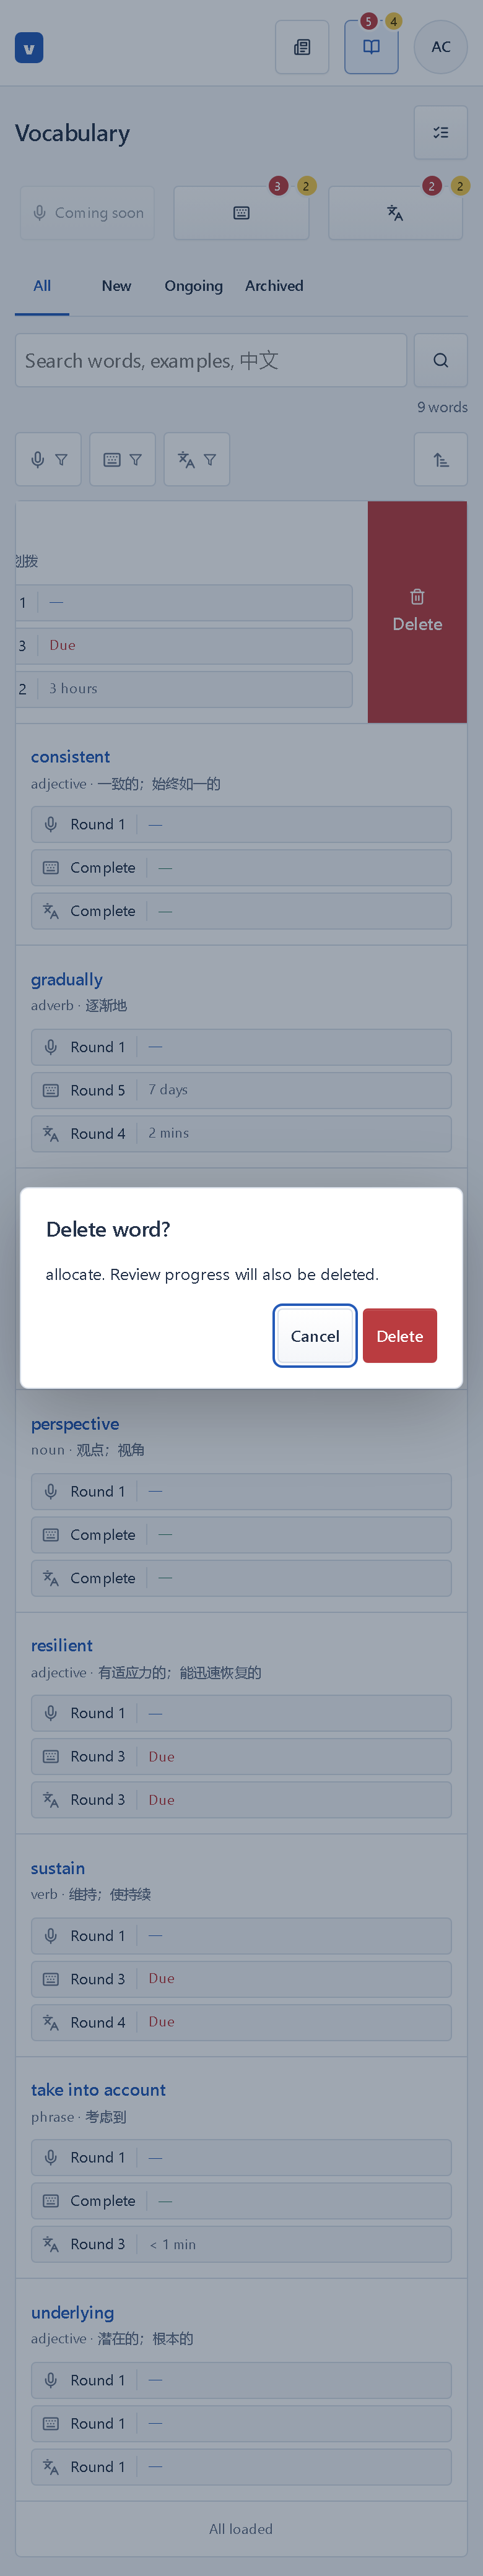 v
5
4
AC
Vocabulary
Coming soon
3
2
2
2
All New Ongoing Archived
Search words, examples, 中文
9 words
划拨
1 —
3 Due
2 3 hours
Delete
consistent
adjective · 一致的；始终如一的
Round 1 —
Complete —
Complete —
gradually
adverb · 逐渐地
Round 1 —
Round 5 7 days
Round 4 2 mins
Delete word?
allocate. Review progress will also be deleted.
Cancel Delete
perspective
noun · 观点；视角
Round 1 —
Complete —
Complete —
resilient
adjective · 有适应力的；能迅速恢复的
Round 1 —
Round 3 Due
Round 3 Due
sustain
verb · 维持；使持续
Round 1 —
Round 3 Due
Round 4 Due
take into account
phrase · 考虑到
Round 1 —
Complete —
Round 3 < 1 min
underlying
adjective · 潜在的；根本的
Round 1 —
Round 1 —
Round 1 —
All loaded